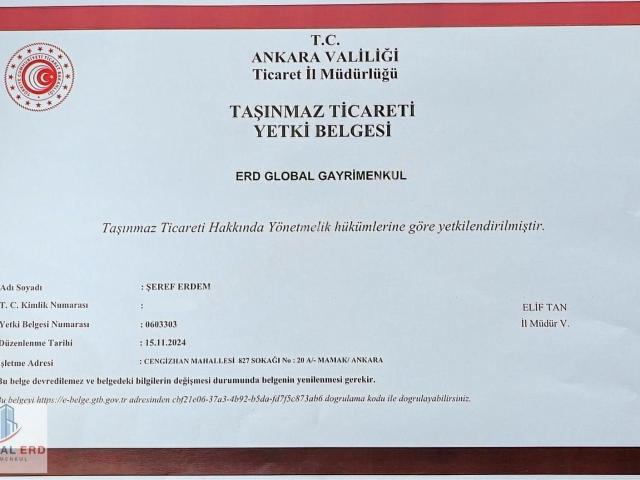 T.C.
ANKARA VALİLİĞİ
Ticaret İl Müdürlüğü
TAŞINMAZ TİCARETİ
YETKİ BELGESİ
ERD GLOBAL GAYRİMENKUL
Taşınmaz Ticareti Hakkında Yönetmelik hükümlerine göre yetkilendirilmiştir.
Adı Soyadı : ŞEREF ERDEM
T. C. Kimlik Numarası :
ELİF TAN
Yetki Belgesi Numarası : 0603303
İl Müdür V.
Düzenlenme Tarihi : 15.11.2024
İşletme Adresi : CENGİZHAN MAHALLESİ 827 SOKAĞI No : 20 A/- MAMAK/ ANKARA
Bu belge devredilemez ve belgedeki bilgilerin değişmesi durumunda belgenin yenilenmesi gerekir.
Bu belgeyi https://e-belge.gtb.gov.tr adresinden cbf21e06-37a3-4b92-b5da-fd7f5c873ab6 dogrulama kodu ile dogrulayabilirsiniz.
AL ERD
MENKUL